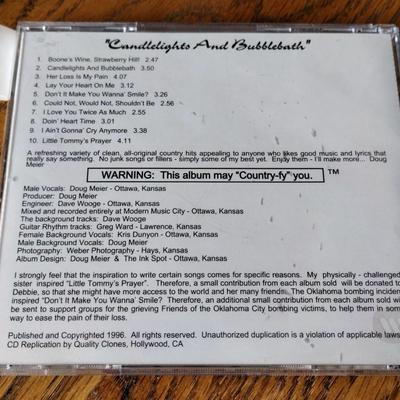 "Candlelights And Bubblebath"
1. Boone's Wine, Strawberry Hill! 2:47
2. Candlelights And Bubblebath 3.50
3. Her Loss Is My Pain 4.07
4. Lay Your Heart On Me 3.12
5. Don't It Make You Wanna' Smile? 3.26
6. Could Not, Would Not, Shouldn't Be 2.56
7. I Love You Twice As Much 2.55
8. Doin' Heart Time 3.01
9. I Ain't Gonna' Cry Anymore 3.38
10. Little Tommy's Prayer 4.11
A refreshing variety of clean, all-original country hits appealing to anyone who likes good music and lyrics that
really say something. No junk songs or fillers - simply some of my best yet. Enjoy them - I'll make more... Doug
Meier
WARNING: This album may "Country-fy" you. TM
Male Vocals: Doug Meier - Ottawa, Kansas
Producer: Doug Meier
Engineer: Dave Wooge - Ottawa, Kansas
Mixed and recorded entirely at Modern Music City - Ottawa, Kansas
The background tracks: Dave Wooge
Guitar Rhythm tracks: Greg Ward - Lawrence, Kansas
Female Background Vocals: Kris Dunyon - Ottawa, Kansas
Male Background Vocals: Doug Meier
Photography: Weber Photography - Hays, Kansas
Album Design: Doug Meier & The Ink Spot - Ottawa, Kansas
I strongly feel that the inspiration to write certain songs comes for specific reasons. My physically - challenged
sister inspired "Little Tommy's Prayer". Therefore, a small contribution from each album sold will be donated to
Debbie, so that she might have more access to the world and her many friends. The Oklahoma bombing incident
inspired "Don't It Make You Wanna' Smile? Therefore, an additional small contribution from each album sold will
be sent to support groups for the grieving Friends of the Oklahoma City bombing victims, to help them in some
way to ease the pain of their loss.
Published and Copyrighted 1996. All rights reserved. Unauthorized duplication is a violation of applicable laws
CD Replication by Quality Clones, Hollywood, CA